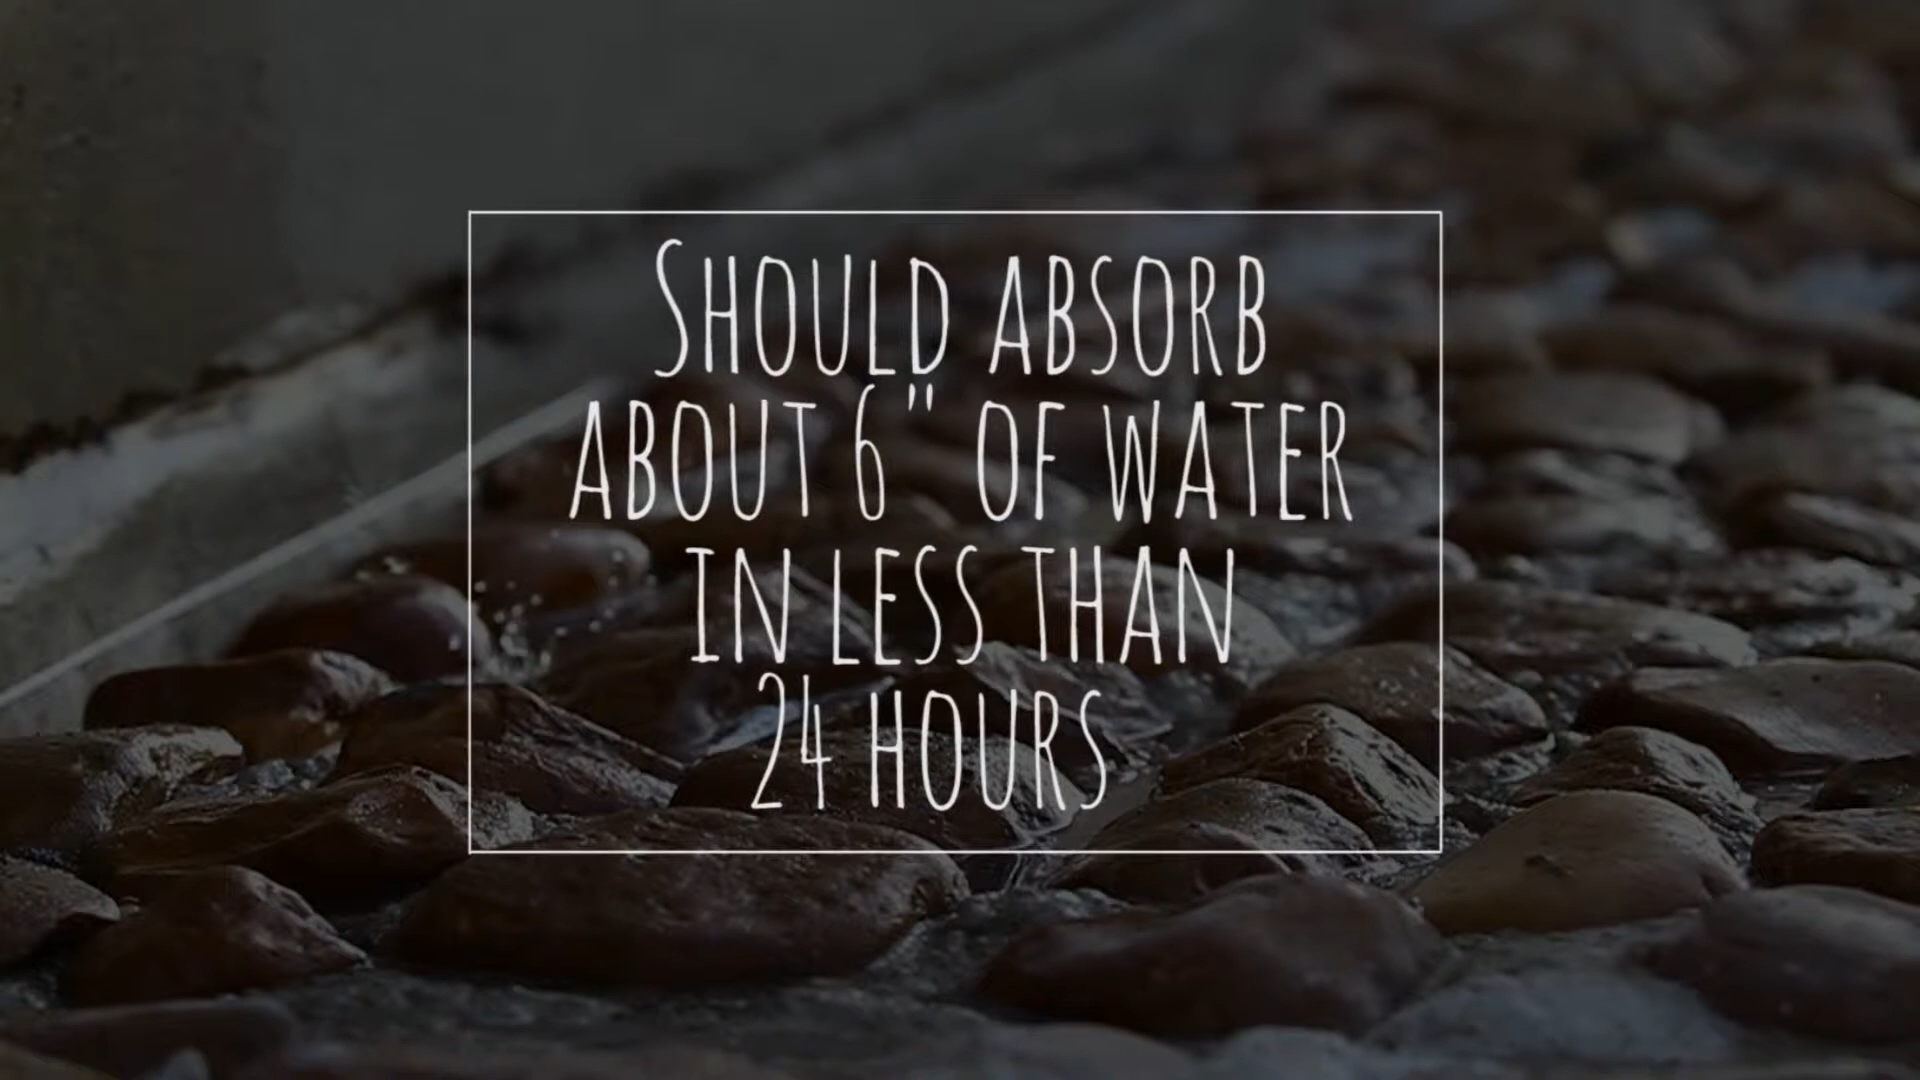 Should absorb
about 6" of water
in less than
24 hours